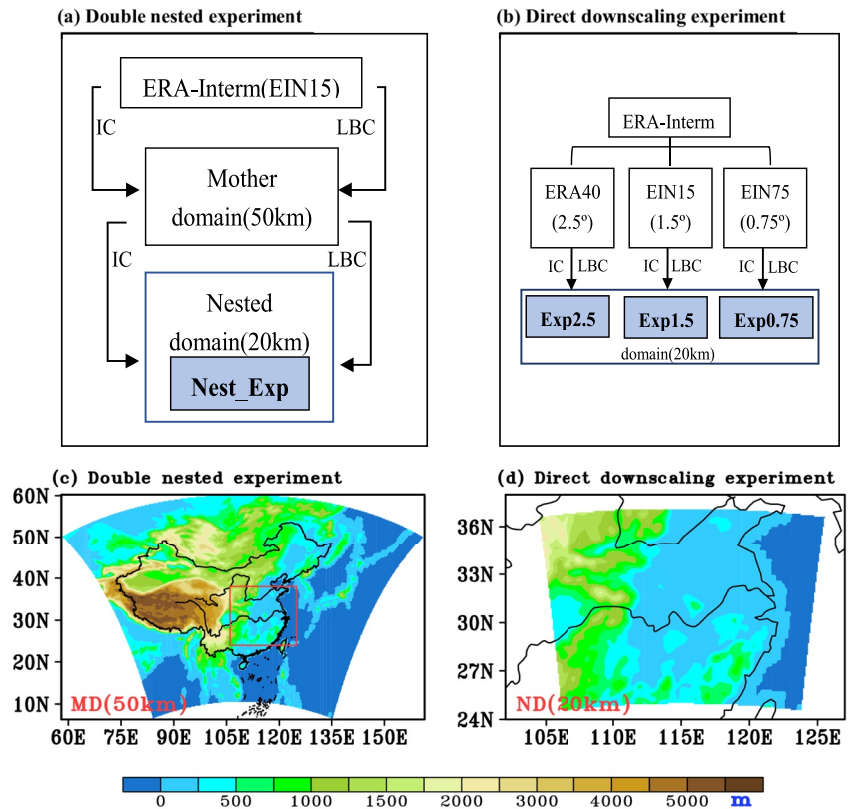 (a) Double nested experiment
ERA-Interm(EIN15)
IC LBC
Mother
domain(50km)
IC LBC
Nested
domain(20km)
Nest_Exp
(b) Direct downscaling experiment
ERA-Interm
ERA40 EIN15 EIN75
(2.5º) (1.5º) (0.75º)
IC LBC IC LBC IC LBC
Exp2.5 Exp1.5 Exp0.75
domain(20km)
(c) Double nested experiment
60N
50N
40N
30N
20N
10N
MD(50km)
60E 75E 90E 105E 120E 135E 150E
(d) Direct downscaling experiment
36N
33N
30N
27N
24N
ND(20km)
105E 110E 115E 120E 125E
0 500 1000 1500 2000 3000 4000 5000 m